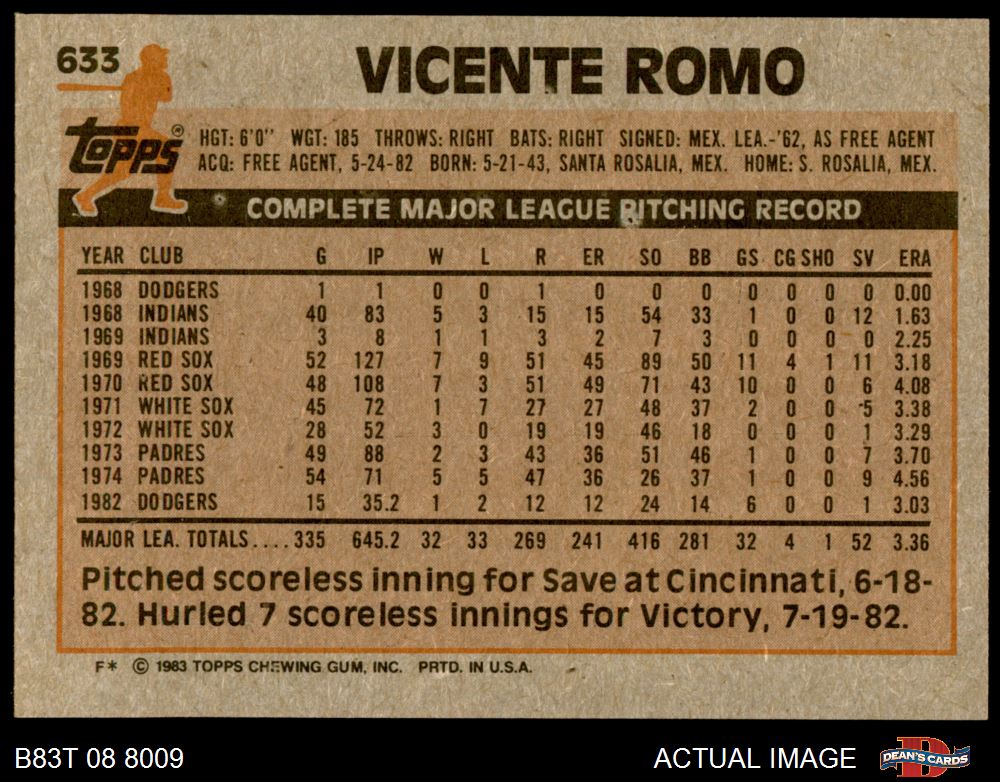 633
VICENTE ROMO
Topps®
HGT: 6'0" WGT: 185 THROWS: RIGHT BATS: RIGHT SIGNED: MEX. LEA.-'62, AS FREE AGENT
ACQ: FREE AGENT, 5-24-82 BORN: 5-21-43, SANTA ROSALIA, MEX. HOME: S. ROSALIA, MEX.
COMPLETE MAJOR LEAGUE PITCHING RECORD
YEAR CLUB G IP W L R ER SO BB GS CG SHO SV ERA
1968 DODGERS 1 1 0 0 1 0 0 0 0 0 0 0 0.00
1968 INDIANS 40 83 5 3 15 15 54 33 1 0 0 12 1.63
1969 INDIANS 3 8 1 1 3 2 7 3 0 0 0 0 2.25
1969 RED SOX 52 127 7 9 51 45 89 50 11 4 1 11 3.18
1970 RED SOX 48 108 7 3 51 49 71 43 10 0 0 6 4.08
1971 WHITE SOX 45 72 1 7 27 27 48 37 2 0 0 5 3.38
1972 WHITE SOX 28 52 3 0 19 19 46 18 0 0 0 1 3.29
1973 PADRES 49 88 2 3 43 36 51 46 1 0 0 7 3.70
1974 PADRES 54 71 5 5 47 36 26 37 1 0 0 9 4.56
1982 DODGERS 15 35.2 1 2 12 12 24 14 6 0 0 1 3.03
MAJOR LEA. TOTALS....335 645.2 32 33 269 241 416 281 32 4 1 52 3.36
Pitched scoreless inning for Save at Cincinnati, 6-18-
82. Hurled 7 scoreless innings for Victory, 7-19-82.
F* © 1983 TOPPS CHEWING GUM, INC. PRTD. IN U.S.A.
B83T 08 8009 ACTUAL IMAGE DEAN'S CARDS